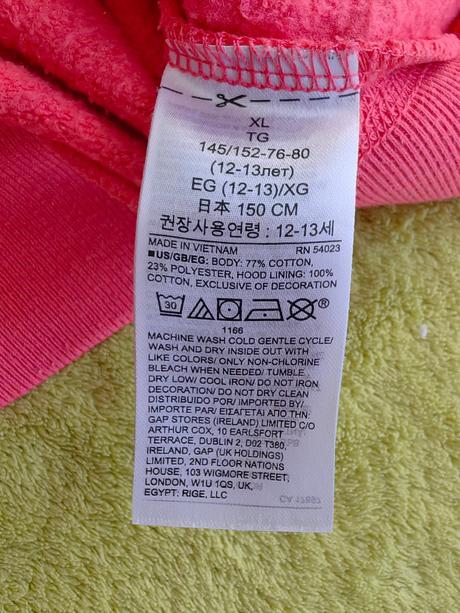 XL
TG
145/152-76-80
(12-13лет)
EG (12-13)/XG
日本 150 CM
권장사용연령 : 12-13세
MADE IN VIETNAM RN 54023
■US/GB/EG: BODY: 77% COTTON,
23% POLYESTER, HOOD LINING: 100%
COTTON, EXCLUSIVE OF DECORATION
30 ®
1166
MACHINE WASH COLD GENTLE CYCLE/
WASH AND DRY INSIDE OUT WITH
LIKE COLORS/ ONLY NON-CHLORINE
BLEACH WHEN NEEDED/ TUMBLE
DRY LOW/ COOL IRON/ DO NOT IRON
DECORATION/ DO NOT DRY CLEAN
DISTRIBUIDO POR/ IMPORTED BY/
IMPORTE PAR/ ΕΙΣΑΓΕΤΑΙ ΑΠΟ ΤΗΝ:
GAP STORES (IRELAND) LIMITED C/O
ARTHUR COX, 10 EARLSFORT
TERRACE, DUBLIN 2, D02 T380,
IRELAND, GAP (UK HOLDINGS)
LIMITED, 2ND FLOOR NATIONS
HOUSE, 103 WIGMORE STREET,
LONDON, W1U 1QS, UK,
EGYPT: RIGE, LLC